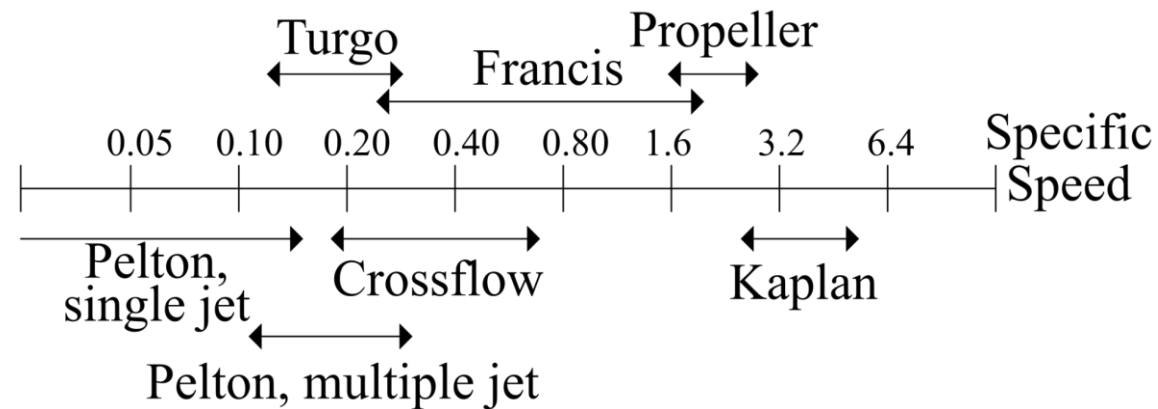 Turgo
Propeller
Francis
0.05 0.10 0.20 0.40 0.80 1.6 3.2 6.4 Specific
Speed
Pelton,
single jet
Crossflow
Kaplan
Pelton, multiple jet